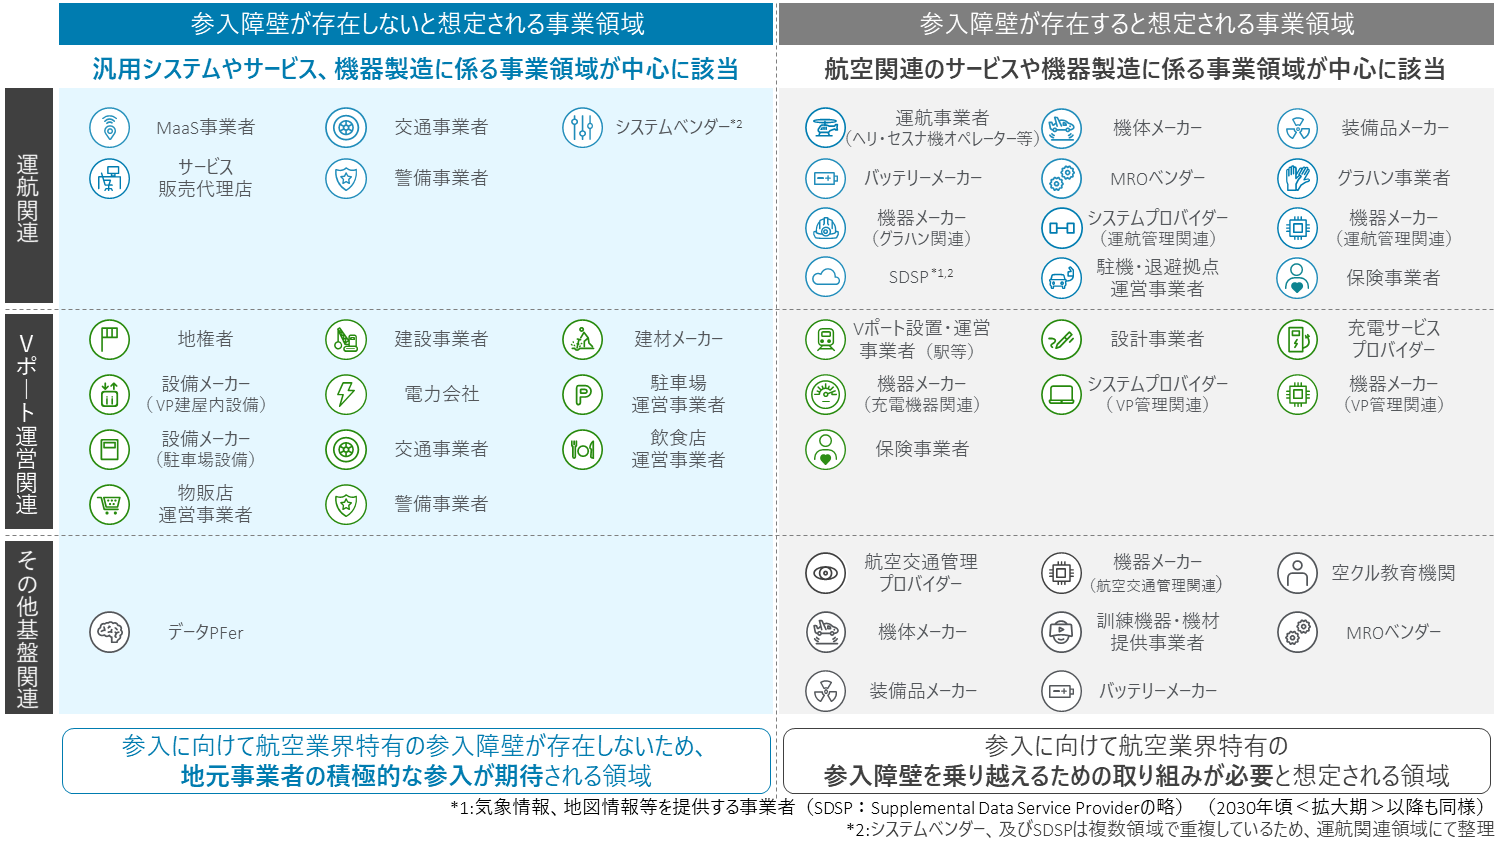 参入障壁が存在しないと想定される事業領域
参入障壁が存在すると想定される事業領域
汎用システムやサービス、機器製造に係る事業領域が中心に該当
航空関連のサービスや機器製造に係る事業領域が中心に該当
運航関連
MaaS事業者
交通事業者
システムベンダー*2
サービス
販売代理店
警備事業者
運航事業者
(ヘリ・セスナ機オペレーター等)
機体メーカー
装備品メーカー
バッテリーメーカー
MROベンダー
グラハン事業者
機器メーカー
(グラハン関連)
システムプロバイダー
(運航管理関連)
機器メーカー
(運航管理関連)
SDSP*1,2
駐機・退避拠点
運営事業者
保険事業者
Vポート運営関連
地権者
建設事業者
建材メーカー
設備メーカー
(VP建屋内設備)
電力会社
駐車場
運営事業者
設備メーカー
(駐車場設備)
交通事業者
飲食店
運営事業者
物販店
運営事業者
警備事業者
Vポート設置・運営
事業者（駅等）
設計事業者
充電サービス
プロバイダー
機器メーカー
(充電機器関連)
システムプロバイダー
(VP管理関連)
機器メーカー
(VP管理関連)
保険事業者
その他基盤関連
データPFer
航空交通管理
プロバイダー
機器メーカー
(航空交通管理関連)
空クル教育機関
機体メーカー
訓練機器・機材
提供事業者
MROベンダー
装備品メーカー
バッテリーメーカー
参入に向けて航空業界特有の参入障壁が存在しないため、
地元事業者の積極的な参入が期待される領域
参入に向けて航空業界特有の
参入障壁を乗り越えるための取り組みが必要と想定される領域
*1:気象情報、地図情報等を提供する事業者（SDSP：Supplemental Data Service Providerの略）（2030年頃＜拡大期＞以降も同様）
*2:システムベンダー、及びSDSPは複数領域で重複しているため、運航関連領域にて整理